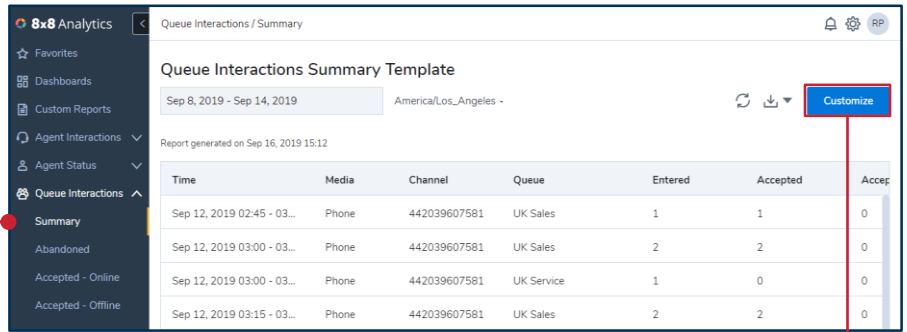 8x8 Analytics
Queue Interactions / Summary
RP
Favorites
Dashboards
Custom Reports
Agent Interactions
Agent Status
Queue Interactions
Summary
Abandoned
Accepted - Online
Accepted - Offline
Queue Interactions Summary Template
Sep 8, 2019 - Sep 14, 2019 America/Los_Angeles
Customize
Report generated on Sep 16, 2019 15:12
Time Media Channel Queue Entered Accepted Accep
Sep 12, 2019 02:45 - 03... Phone 442039607581 UK Sales 1 1 0
Sep 12, 2019 03:00 - 03... Phone 442039607581 UK Sales 2 2 0
Sep 12, 2019 03:00 - 03... Phone 442039607581 UK Service 1 0 0
Sep 12, 2019 03:15 - 03... Phone 442039607581 UK Sales 2 2 0